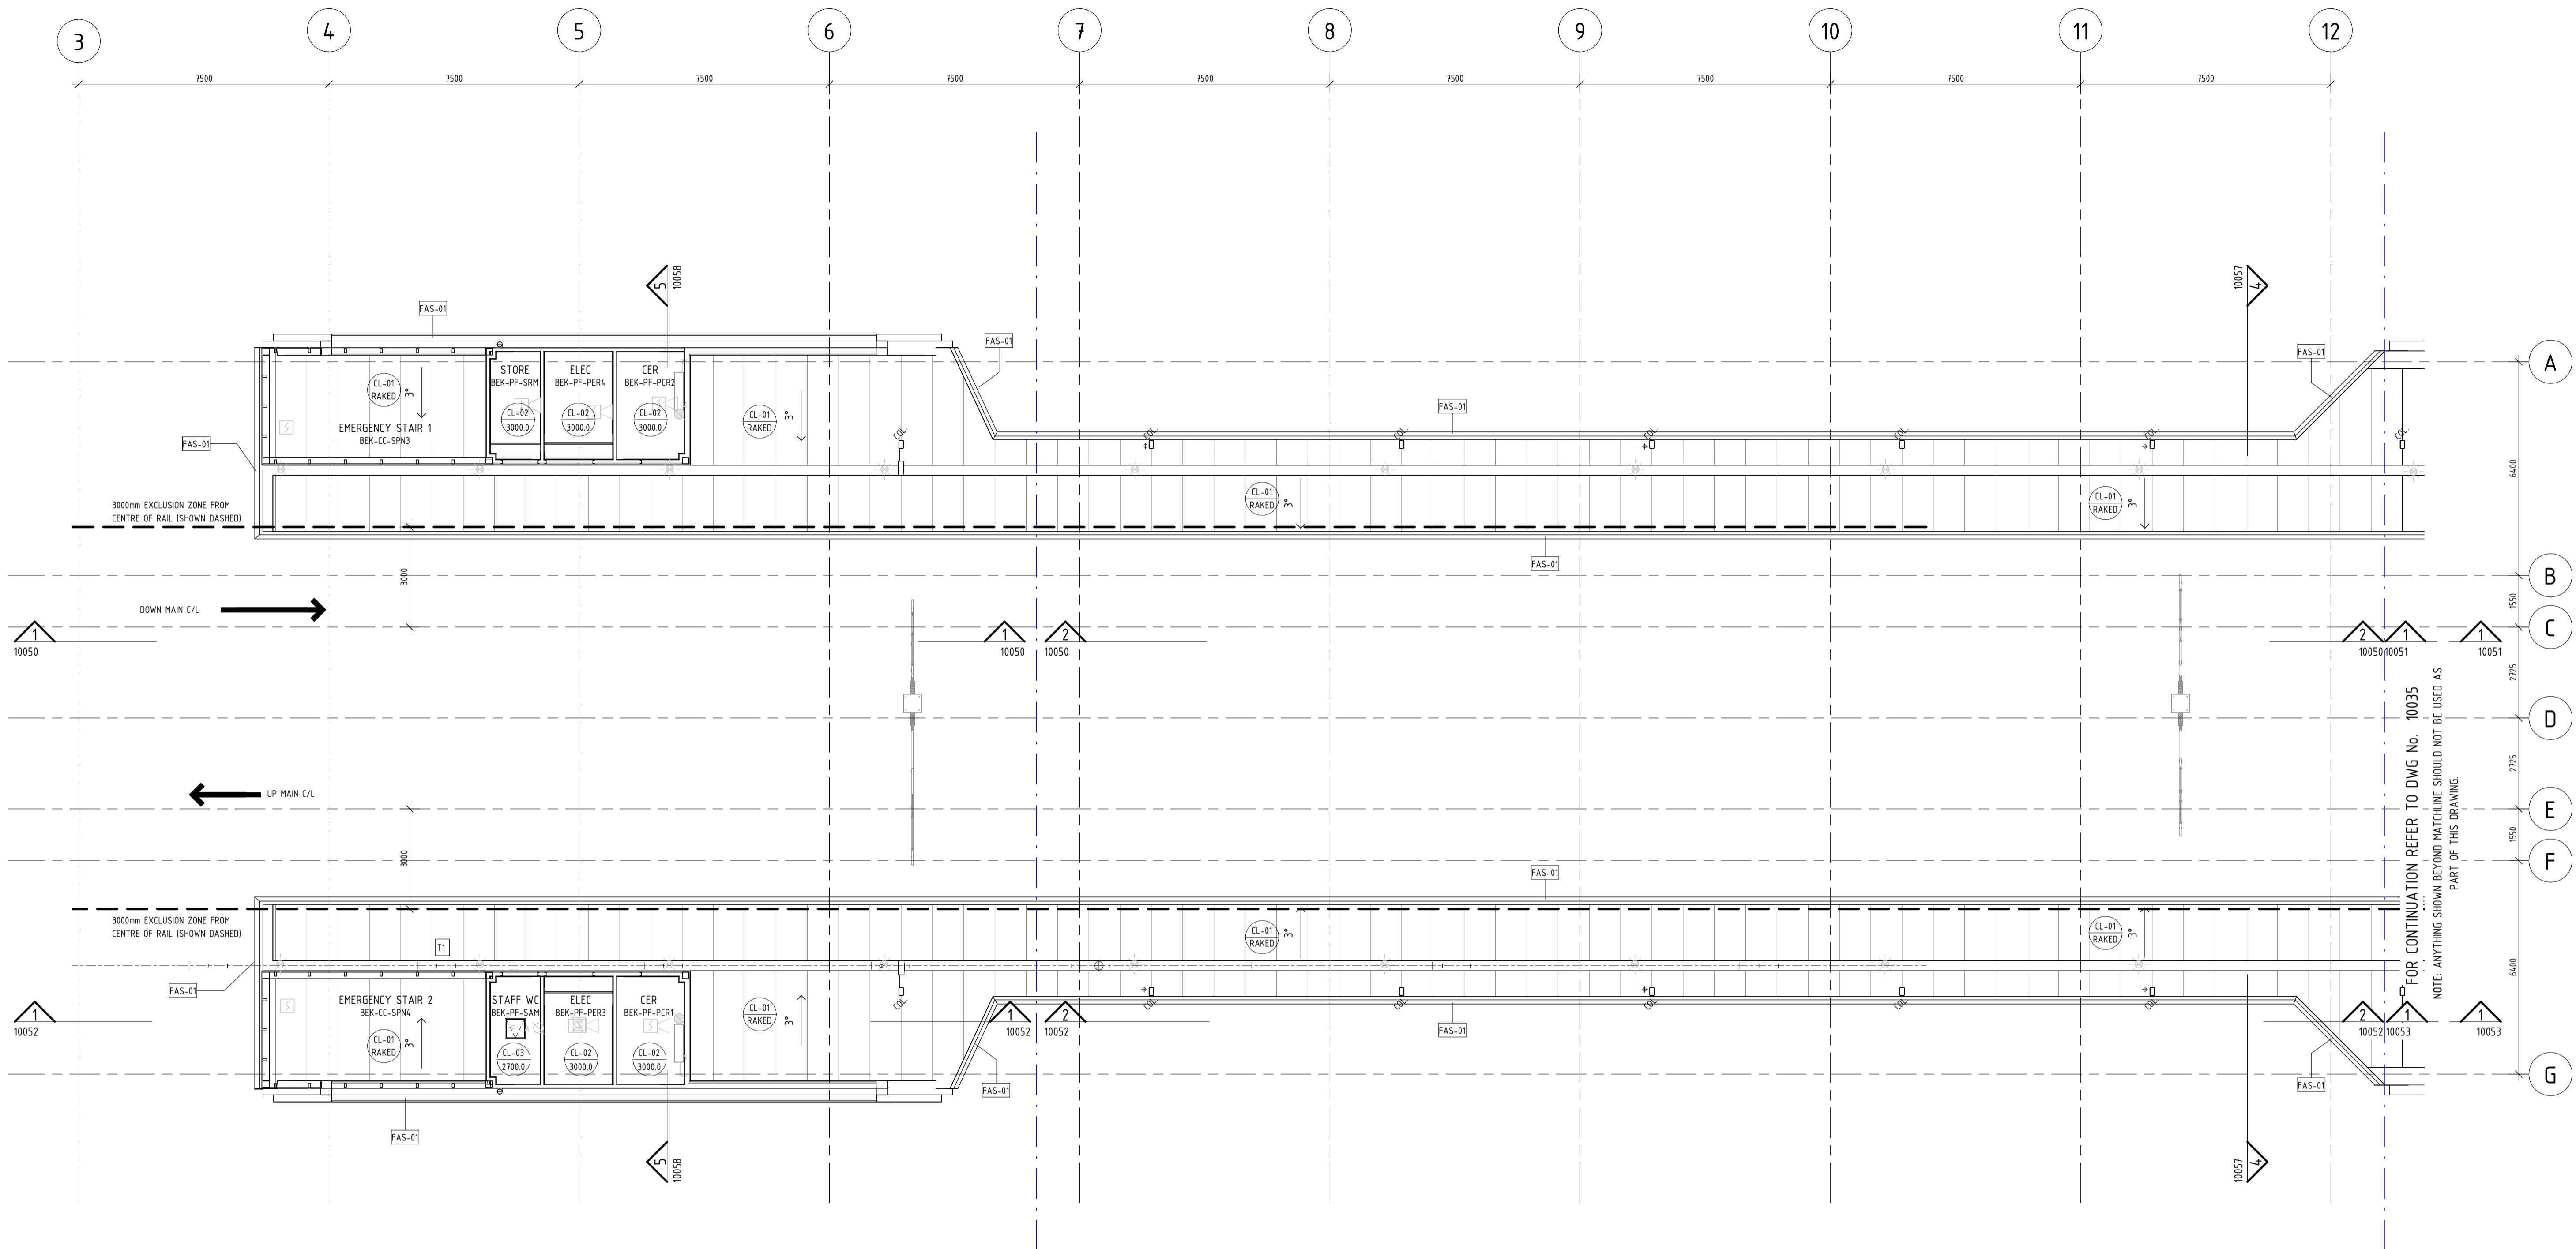 3 4 5 6 7 8 9 10 11 12
7500 7500 7500 7500 7500 7500 7500 7500 7500
5
10058
10057
4
FAS-01
FAS-01
FAS-01
A
STORE
BEK-PF-SRM
ELEC
BEK-PF-PER4
CER
BEK-PF-PCR2
CL-01
RAKED
3°
CL-02
3000.0
CL-02
3000.0
CL-02
3000.0
CL-01
RAKED
3°
EMERGENCY STAIR 1
BEK-CC-SPN3
FAS-01
FAS-01
COL.
COL.
COL.
COL.
COL.
COL.
COL.
6400
CL-01
RAKED
3°
CL-01
RAKED
3°
3000mm EXCLUSION ZONE FROM
CENTRE OF RAIL (SHOWN DASHED)
FAS-01
3000
B
1550
DOWN MAIN C/L
C
1
10050
1
10050
2
10050
2
10050
1
10051
1
10051
2725
D
2725
FOR CONTINUATION REFER TO DWG No. 10035
NOTE: ANYTHING SHOWN BEYOND MATCHLINE SHOULD NOT BE USED AS
PART OF THIS DRAWING.
UP MAIN C/L
E
1550
3000
F
FAS-01
3000mm EXCLUSION ZONE FROM
CENTRE OF RAIL (SHOWN DASHED)
T1
CL-01
RAKED
3°
CL-01
RAKED
3°
6400
FAS-01
EMERGENCY STAIR 2
BEK-CC-SPN4
STAFF WC
BEK-PF-SAM
ELEC
BEK-PF-PER3
CER
BEK-PF-PCR1
CL-01
RAKED
3°
CL-03
2700.0
CL-02
3000.0
CL-02
3000.0
CL-01
RAKED
3°
COL.
COL.
COL.
COL.
COL.
COL.
COL.
1
10052
1
10052
2
10052
FAS-01
2
10052
1
10053
1
10053
FAS-01
FAS-01
G
FAS-01
5
10058
10057
4